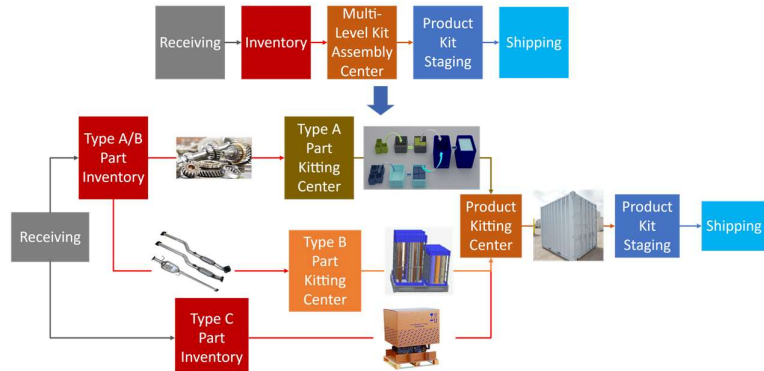 Receiving
Inventory
Multi-
Level Kit
Assembly
Center
Product
Kit
Staging
Shipping
Type A/B
Part
Inventory
Type A
Part
Kitting
Center
Receiving
Product
Kitting
Center
Product
Kit
Staging
Shipping
Type B
Part
Kitting
Center
Type C
Part
Inventory